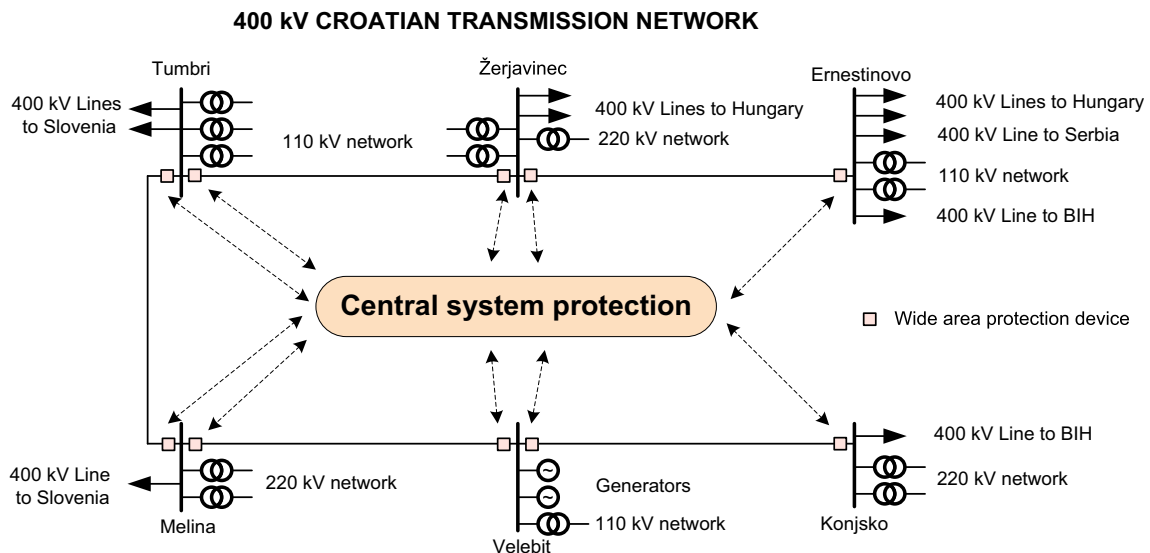 400 kV CROATIAN TRANSMISSION NETWORK
Tumbri
Žerjavinec
Ernestinovo
400 kV Lines
to Slovenia
110 kV network
400 kV Lines to Hungary
220 kV network
400 kV Lines to Hungary
400 kV Line to Serbia
110 kV network
400 kV Line to BIH
Central system protection
Wide area protection device
400 kV Line
to Slovenia
220 kV network
Melina
~
~
Generators
110 kV network
Velebit
400 kV Line to BIH
220 kV network
Konjsko